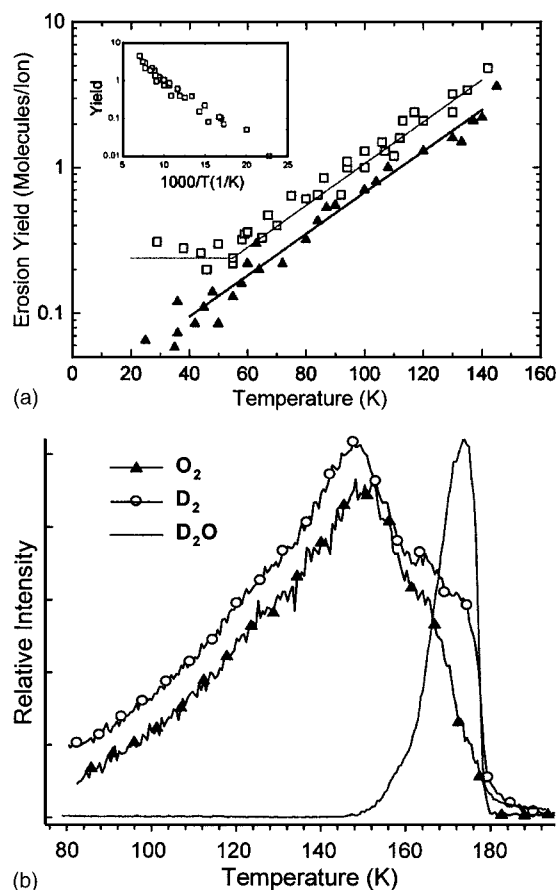 (a)
Erosion Yield (Molecules/Ion)
10
1
0.1
Yield
10
1
0.1
0.01
5 10 15 20 25
1000/T(1/K)
0 20 40 60 80 100 120 140 160
Temperature (K)
(b)
Relative Intensity
O2
D2
D2O
80 100 120 140 160 180
Temperature (K)